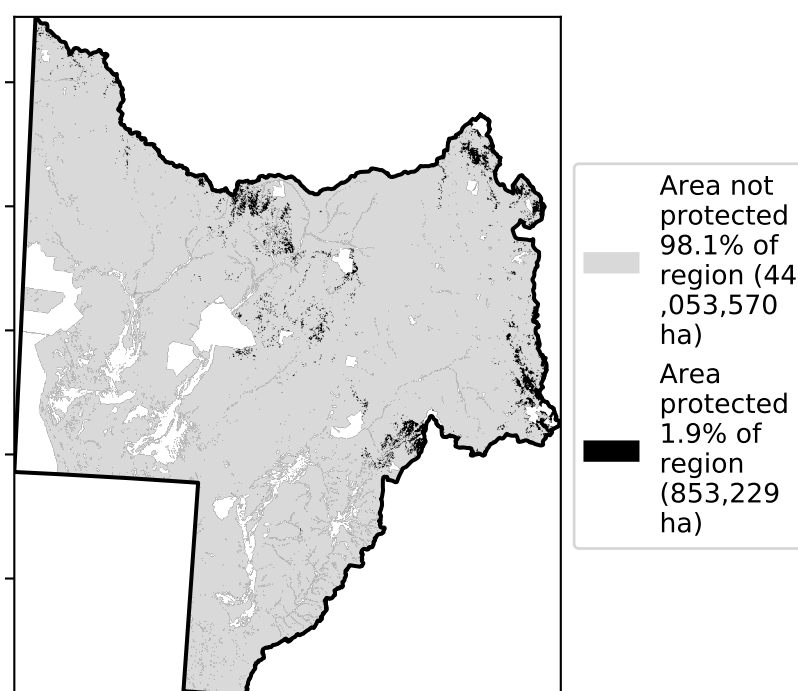 Area not
protected
98.1% of
region (44
,053,570
ha)
Area
protected
1.9% of
region
(853,229
ha)